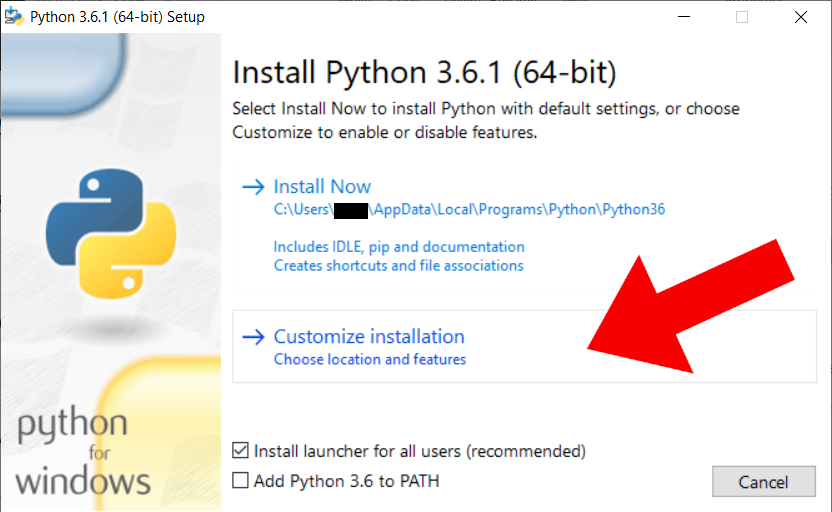 Python 3.6.1 (64-bit) Setup
Install Python 3.6.1 (64-bit)
Select Install Now to install Python with default settings, or choose
Customize to enable or disable features.
Install Now
C:\Users\ \AppData\Local\Programs\Python\Python36
Includes IDLE, pip and documentation
Creates shortcuts and file associations
Customize installation
Choose location and features
python
for
windows
Install launcher for all users (recommended)
Add Python 3.6 to PATH
Cancel